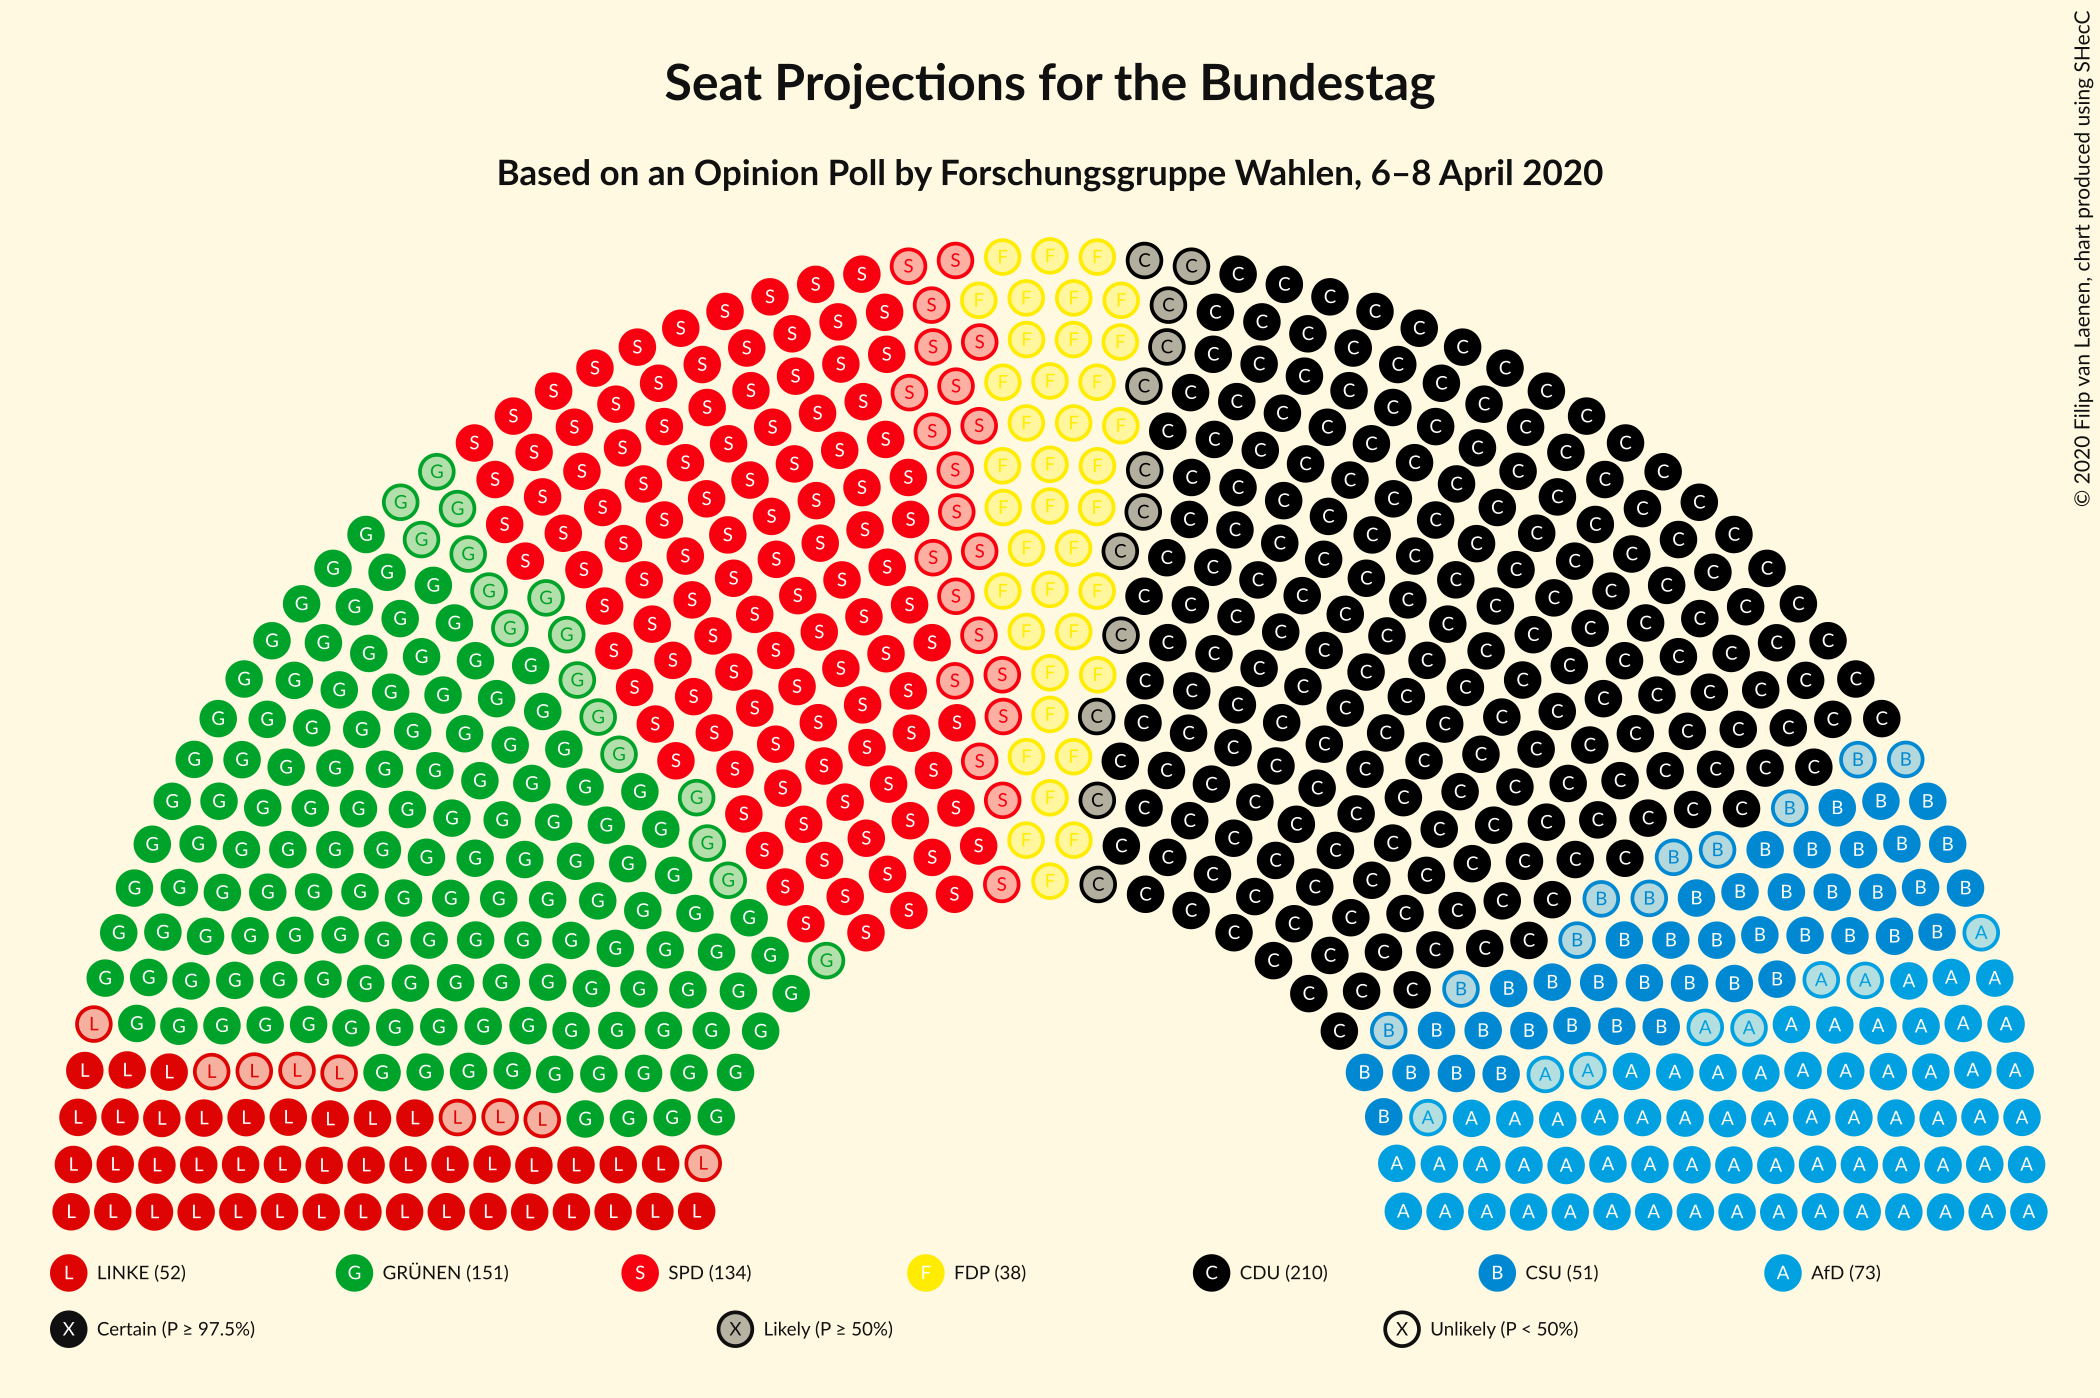 Seat Projections for the Bundestag
Based on an Opinion Poll by Forschungsgruppe Wahlen, 6–8 April 2020
© 2020 Filip van Laenen, chart produced using SHecC
L LINKE (52) G GRÜNEN (151) S SPD (134) F FDP (38) C CDU (210) B CSU (51) A AfD (73)
X Certain (P ≥ 97.5%) X Likely (P ≥ 50%) X Unlikely (P < 50%)